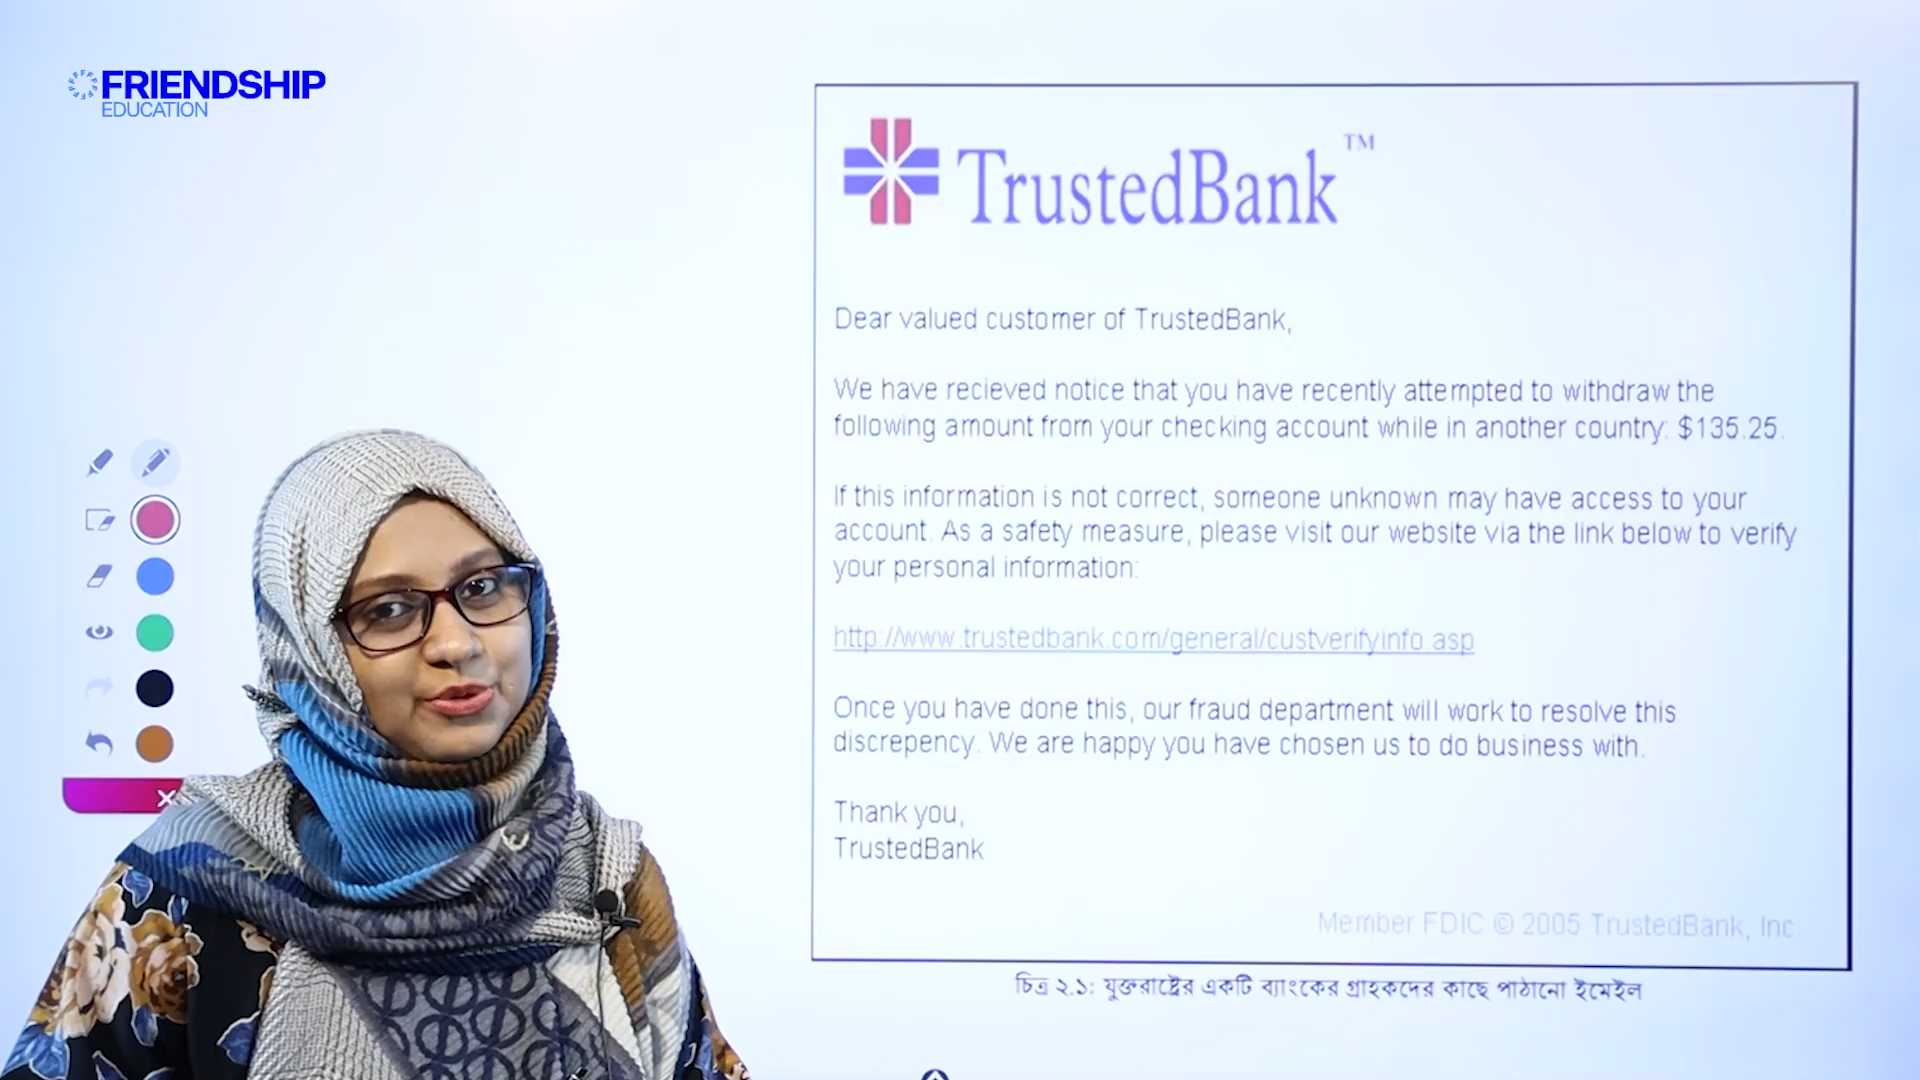 FRIENDSHIP
EDUCATION
TrustedBank™
Dear valued customer of TrustedBank,
We have recieved notice that you have recently attempted to withdraw the
following amount from your checking account while in another country: $135.25.
If this information is not correct, someone unknown may have access to your
account. As a safety measure, please visit our website via the link below to verify
your personal information:
http://www.trustedbank.com/general/custverifyinfo.asp
Once you have done this, our fraud department will work to resolve this
discrepency. We are happy you have chosen us to do business with.
Thank you,
TrustedBank
Member FDIC © 2005 TrustedBank, Inc
চিত্র ২.১: যুক্তরাষ্ট্রের একটি ব্যাংকের গ্রাহকদের কাছে পাঠানো ইমেইল